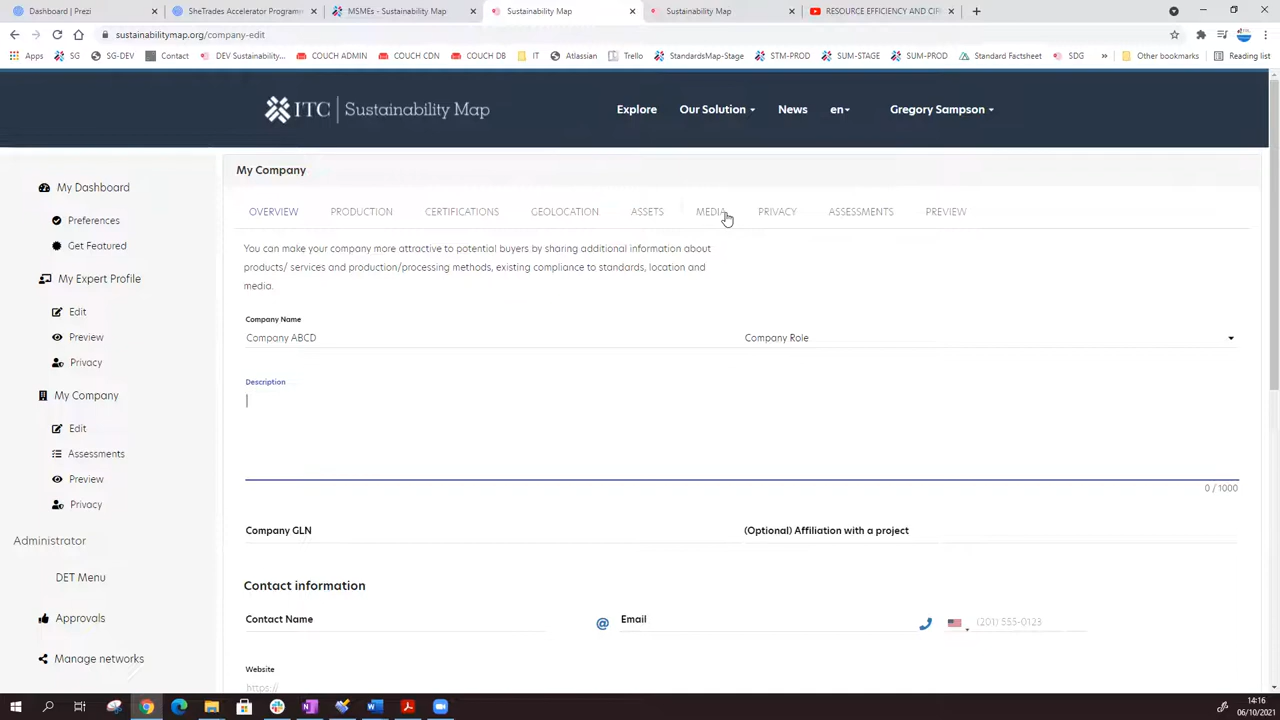 Dashboard | Prezi
SheTrades Accelerator Programm
MSMEs - Sustainability Map
Sustainability Map
Sustainability Map
RESOURCE EFFICIENCY AND CIR
sustainabilitymap.org/company-edit
Apps
SG
SG-DEV
Contact
DEV Sustainability...
COUCH ADMIN
COUCH CDN
COUCH DB
IT
Atlassian
Trello
StandardsMap-Stage
STM-PROD
SUM-STAGE
SUM-PROD
Standard Factsheet
SDG
»
Other bookmarks
Reading list
ITC | Sustainability Map
Explore
Our Solution
News
en
Gregory Sampson
My Dashboard
Preferences
Get Featured
My Expert Profile
Edit
Preview
Privacy
My Company
Edit
Assessments
Preview
Privacy
Administrator
DET Menu
Approvals
Manage networks
My Company
OVERVIEW
PRODUCTION
CERTIFICATIONS
GEOLOCATION
ASSETS
MEDIA
PRIVACY
ASSESSMENTS
PREVIEW
You can make your company more attractive to potential buyers by sharing additional information about
products/ services and production/processing methods, existing compliance to standards, location and
media.
Company Name
Company ABCD
Company Role
Description
0 / 1000
Company GLN
(Optional) Affiliation with a project
Contact information
Contact Name
@
Email
(201) 555-0123
Website
https://
14:16
06/10/2021